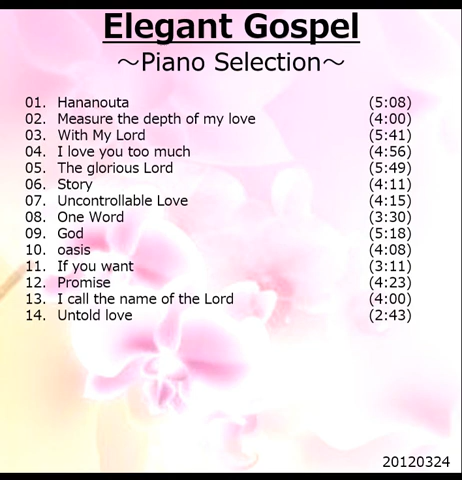 Elegant Gospel
～Piano Selection～
01. Hananouta (5:08)
02. Measure the depth of my love (4:00)
03. With My Lord (5:41)
04. I love you too much (4:56)
05. The glorious Lord (5:49)
06. Story (4:11)
07. Uncontrollable Love (4:15)
08. One Word (3:30)
09. God (5:18)
10. oasis (4:08)
11. If you want (3:11)
12. Promise (4:23)
13. I call the name of the Lord (4:00)
14. Untold love (2:43)
20120324